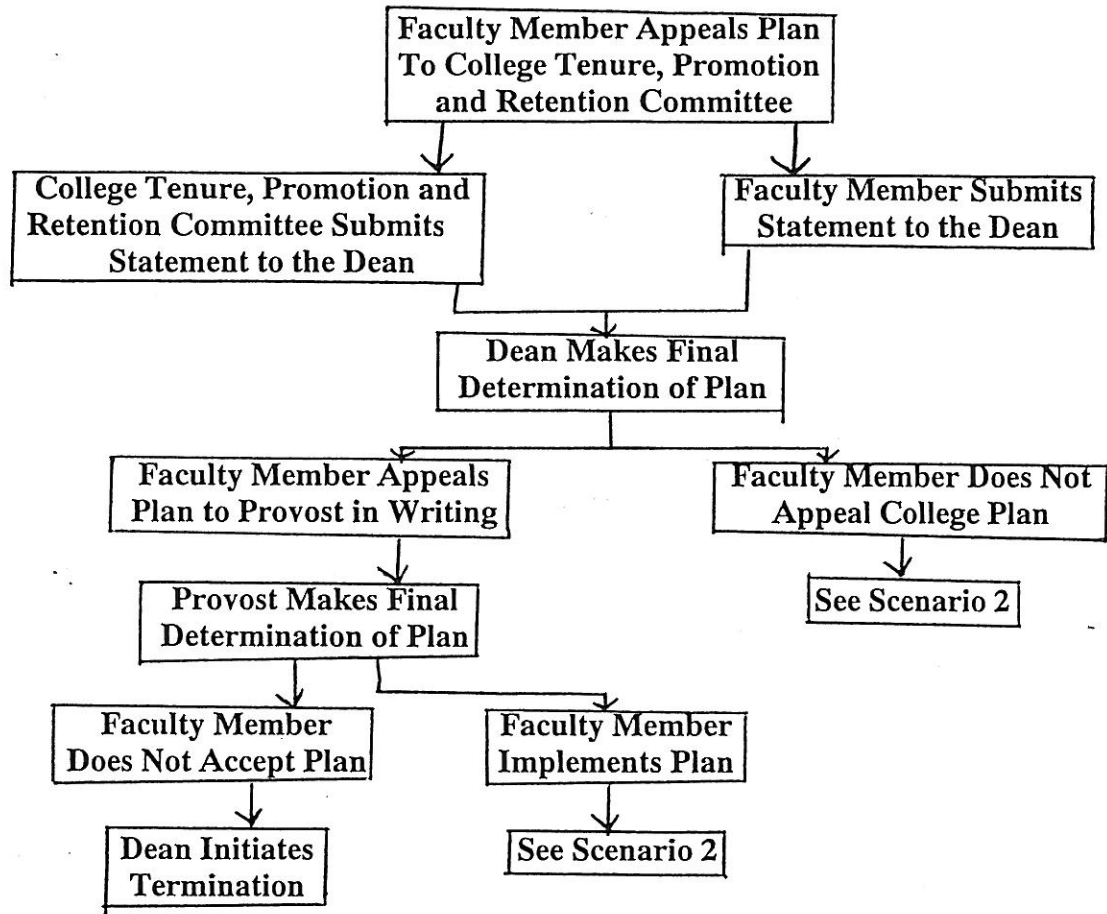 Faculty Member Appeals Plan
To College Tenure, Promotion
and Retention Committee
College Tenure, Promotion and
Retention Committee Submits
Statement to the Dean
Faculty Member Submits
Statement to the Dean
Dean Makes Final
Determination of Plan
Faculty Member Appeals
Plan to Provost in Writing
Faculty Member Does Not
Appeal College Plan
Provost Makes Final
Determination of Plan
See Scenario 2
Faculty Member
Does Not Accept Plan
Faculty Member
Implements Plan
Dean Initiates
Termination
See Scenario 2